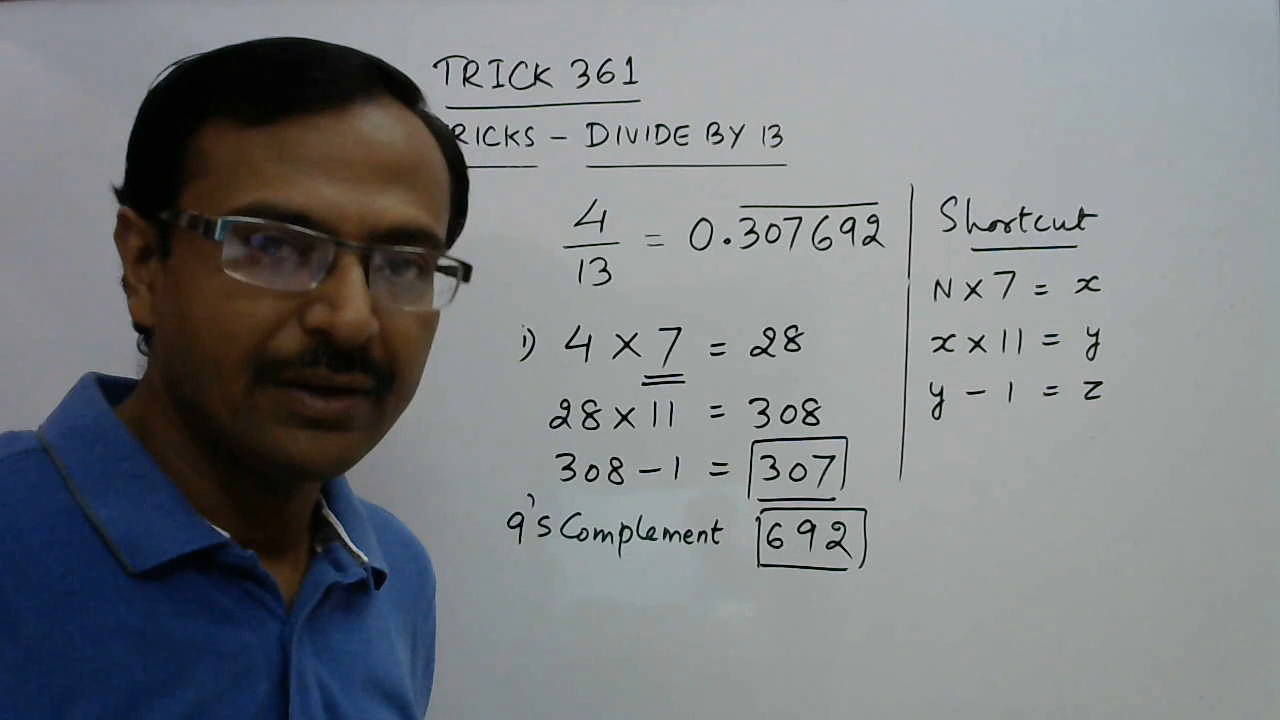 TRICK 361
RICKS - DIVIDE BY 13
4/13 = 0.307692
i) 4 × 7 = 28
28 × 11 = 308
308 - 1 = 307
9's Complement 692
Shortcut
N × 7 = x
x × 11 = y
y - 1 = z